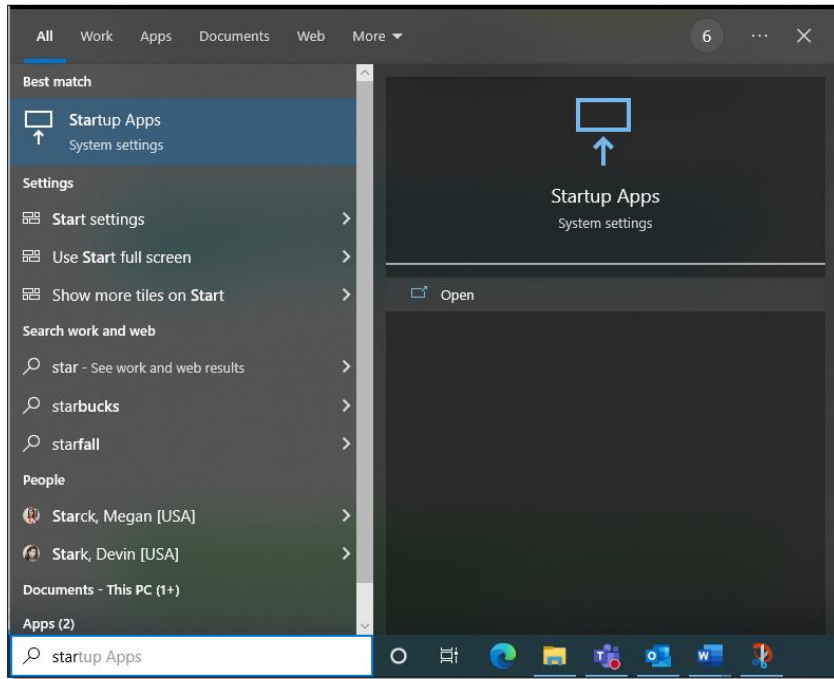 All Work Apps Documents Web More 6 ...
Best match
Startup Apps
System settings
Settings
Start settings
Use Start full screen
Show more tiles on Start
Search work and web
star - See work and web results
starbucks
starfall
People
Starck, Megan [USA]
Stark, Devin [USA]
Documents - This PC (1+)
Apps (2)
startup Apps
Startup Apps
System settings
Open